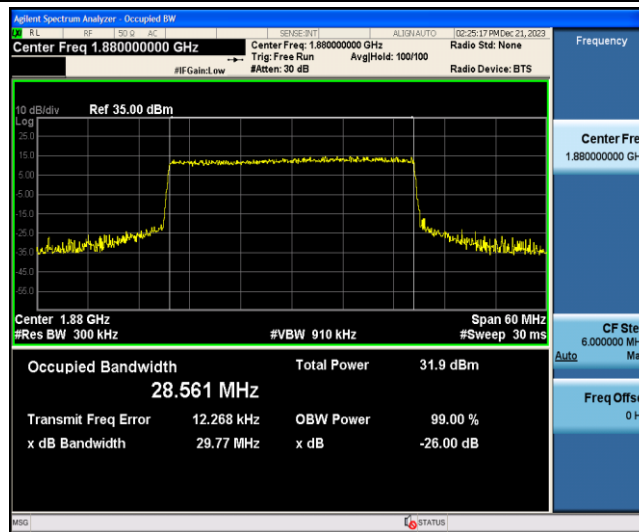 Agilent Spectrum Analyzer - Occupied BW
RL RF 50 Ω AC SENSE:INT ALIGN AUTO 02:25:17 PM Dec 21, 2023
Center Freq 1.880000000 GHz
Center Freq: 1.880000000 GHz Radio Std: None
Trig: Free Run Avg|Hold: 100/100
#IFGain:Low #Atten: 30 dB Radio Device: BTS
Frequency
10 dB/div Ref 35.00 dBm
Log
25.0
15.0
5.00
-5.00
-15.0
-25.0
-35.0
-45.0
-55.0
Center 1.88 GHz Span 60 MHz
#Res BW 300 kHz #VBW 910 kHz #Sweep 30 ms
Center Fre
1.880000000 GH
CF Ste
6.000000 MH
Auto Ma
Freq Offs
0 H
Occupied Bandwidth Total Power 31.9 dBm
28.561 MHz
Transmit Freq Error 12.268 kHz OBW Power 99.00 %
x dB Bandwidth 29.77 MHz x dB -26.00 dB
MSG STATUS